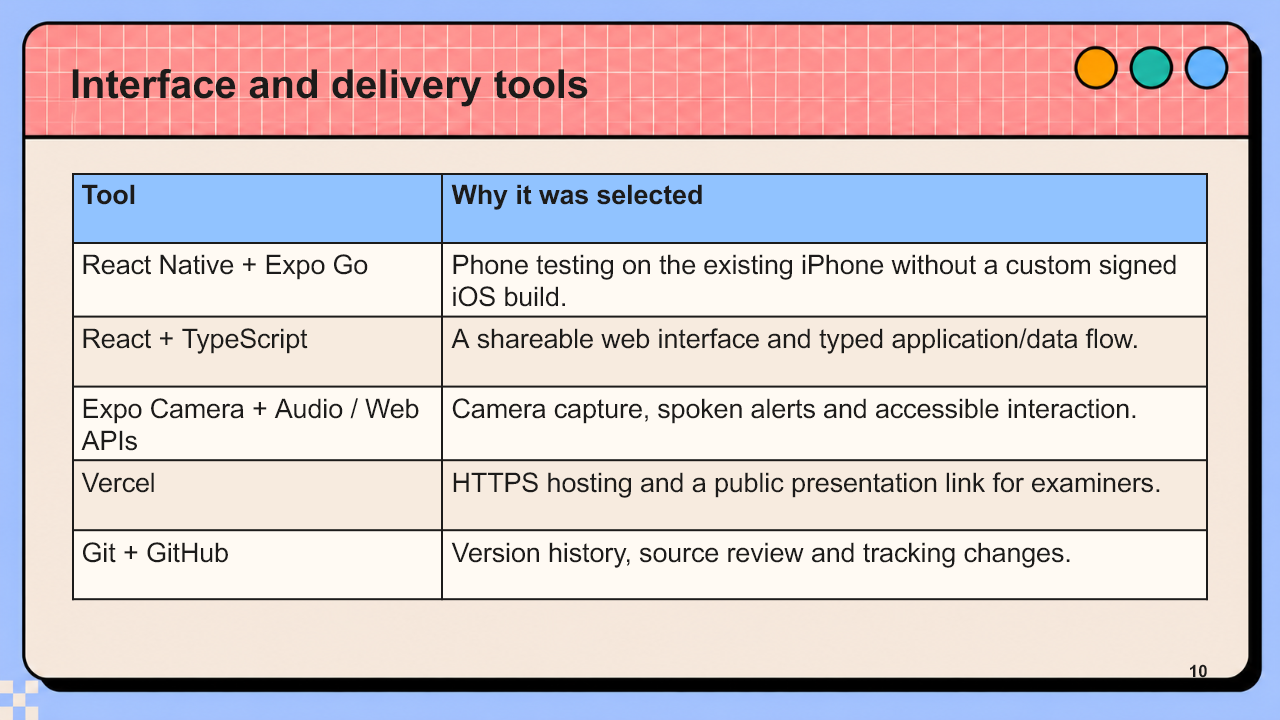 Interface and delivery tools
Tool
Why it was selected
React Native + Expo Go
Phone testing on the existing iPhone without a custom signed
iOS build.
React + TypeScript
A shareable web interface and typed application/data flow.
Expo Camera + Audio / Web
APIs
Camera capture, spoken alerts and accessible interaction.
Vercel
HTTPS hosting and a public presentation link for examiners.
Git + GitHub
Version history, source review and tracking changes.
10